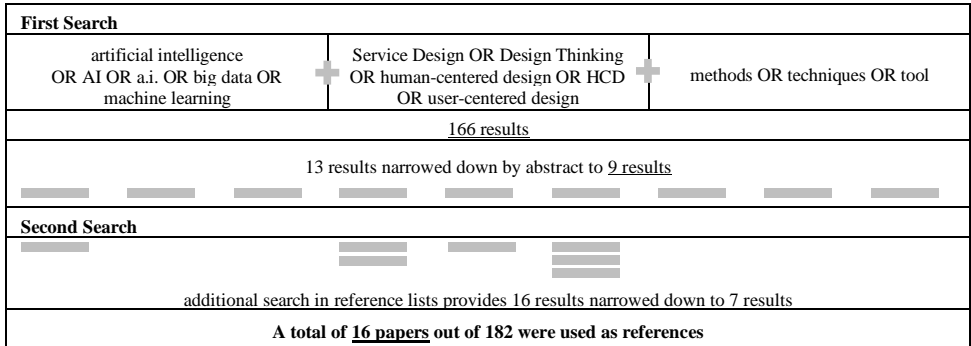 First Search
artificial intelligence
OR AI OR a.i. OR big data OR
machine learning
Service Design OR Design Thinking
OR human-centered design OR HCD
OR user-centered design
methods OR techniques OR tool
166 results
13 results narrowed down by abstract to 9 results
Second Search
additional search in reference lists provides 16 results narrowed down to 7 results
A total of 16 papers out of 182 were used as references